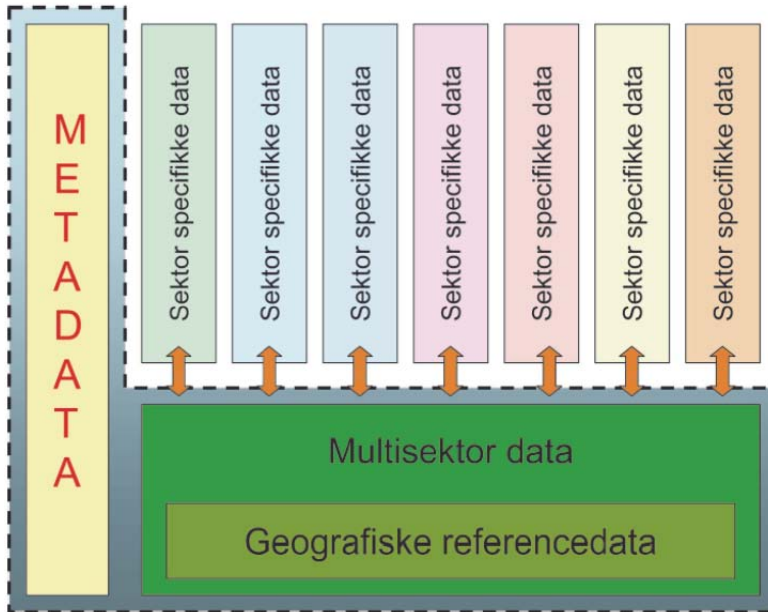 METADATA
Sektor specifikke data
Sektor specifikke data
Sektor specifikke data
Sektor specifikke data
Sektor specifikke data
Sektor specifikke data
Sektor specifikke data
Multisektor data
Geografiske referencedata